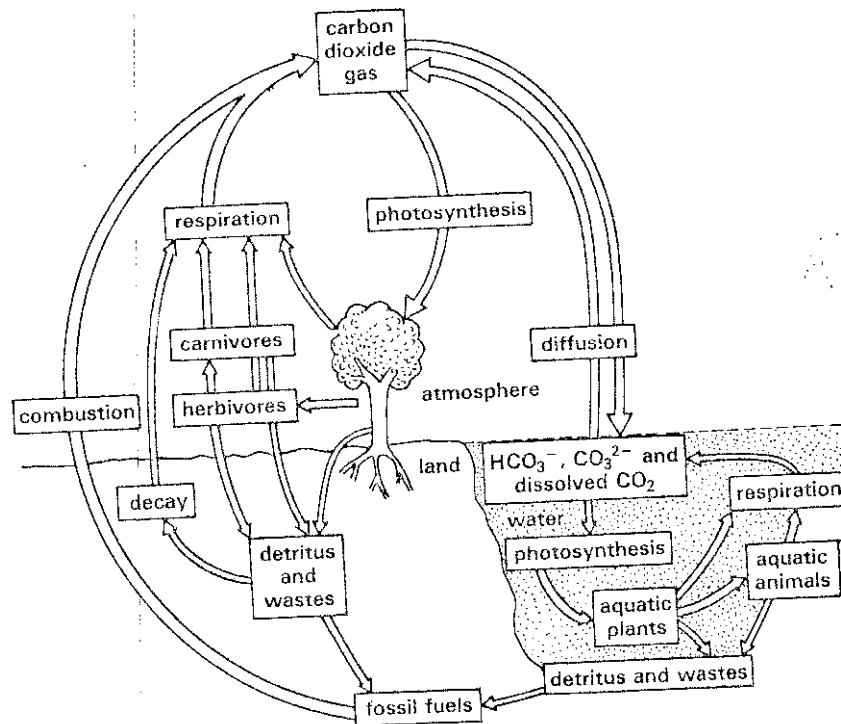 carbon
dioxide
gas
respiration
photosynthesis
carnivores
diffusion
atmosphere
combustion
herbivores
land
HCO₃⁻, CO₃²⁻ and
dissolved CO₂
respiration
decay
water
photosynthesis
detritus
and
wastes
aquatic
animals
aquatic
plants
detritus and wastes
fossil fuels